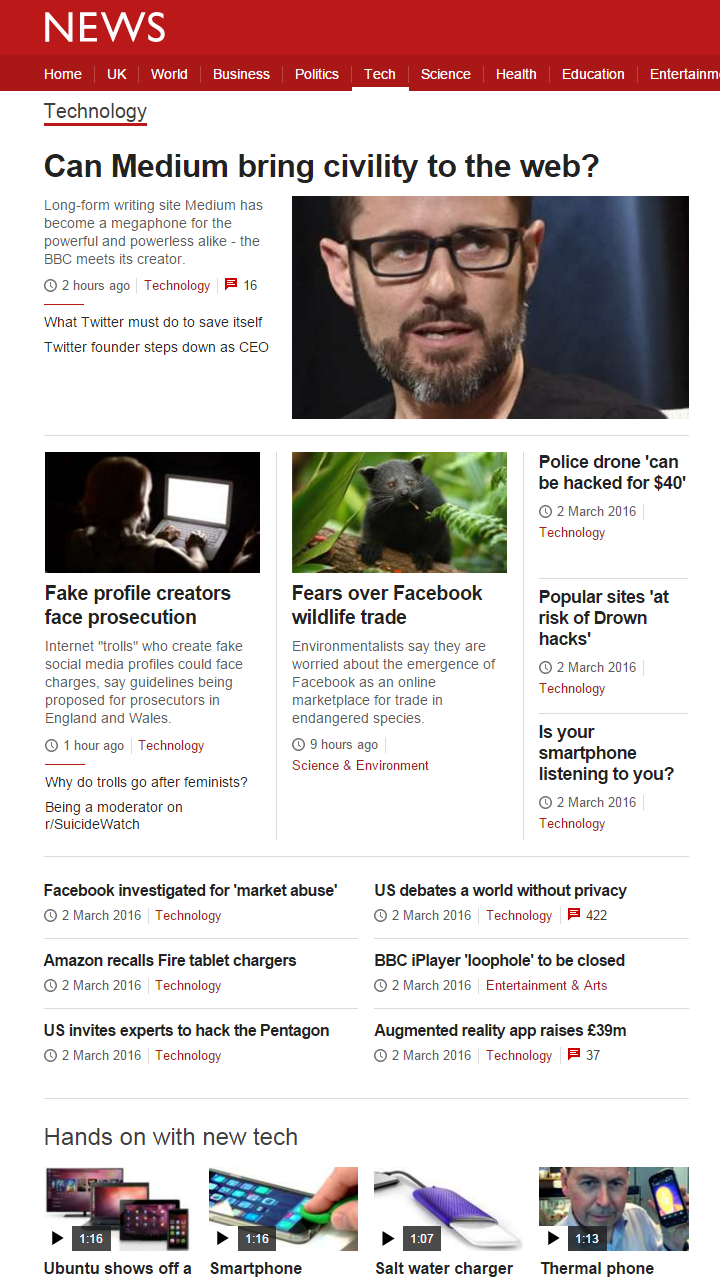 NEWS
Home UK World Business Politics Tech Science Health Education Entertainm
Technology
Can Medium bring civility to the web?
Long-form writing site Medium has
become a megaphone for the
powerful and powerless alike - the
BBC meets its creator.
2 hours ago Technology 16
What Twitter must do to save itself
Twitter founder steps down as CEO
Fake profile creators
face prosecution
Internet "trolls" who create fake
social media profiles could face
charges, say guidelines being
proposed for prosecutors in
England and Wales.
1 hour ago Technology
Why do trolls go after feminists?
Being a moderator on
r/SuicideWatch
Fears over Facebook
wildlife trade
Environmentalists say they are
worried about the emergence of
Facebook as an online
marketplace for trade in
endangered species.
9 hours ago
Science & Environment
Police drone 'can
be hacked for $40'
2 March 2016
Technology
Popular sites 'at
risk of Drown
hacks'
2 March 2016
Technology
Is your
smartphone
listening to you?
2 March 2016
Technology
Facebook investigated for 'market abuse'
2 March 2016 Technology
US debates a world without privacy
2 March 2016 Technology 422
Amazon recalls Fire tablet chargers
2 March 2016 Technology
BBC iPlayer 'loophole' to be closed
2 March 2016 Entertainment & Arts
US invites experts to hack the Pentagon
2 March 2016 Technology
Augmented reality app raises £39m
2 March 2016 Technology 37
Hands on with new tech
1:16
Ubuntu shows off a
1:16
Smartphone
1:07
Salt water charger
1:13
Thermal phone